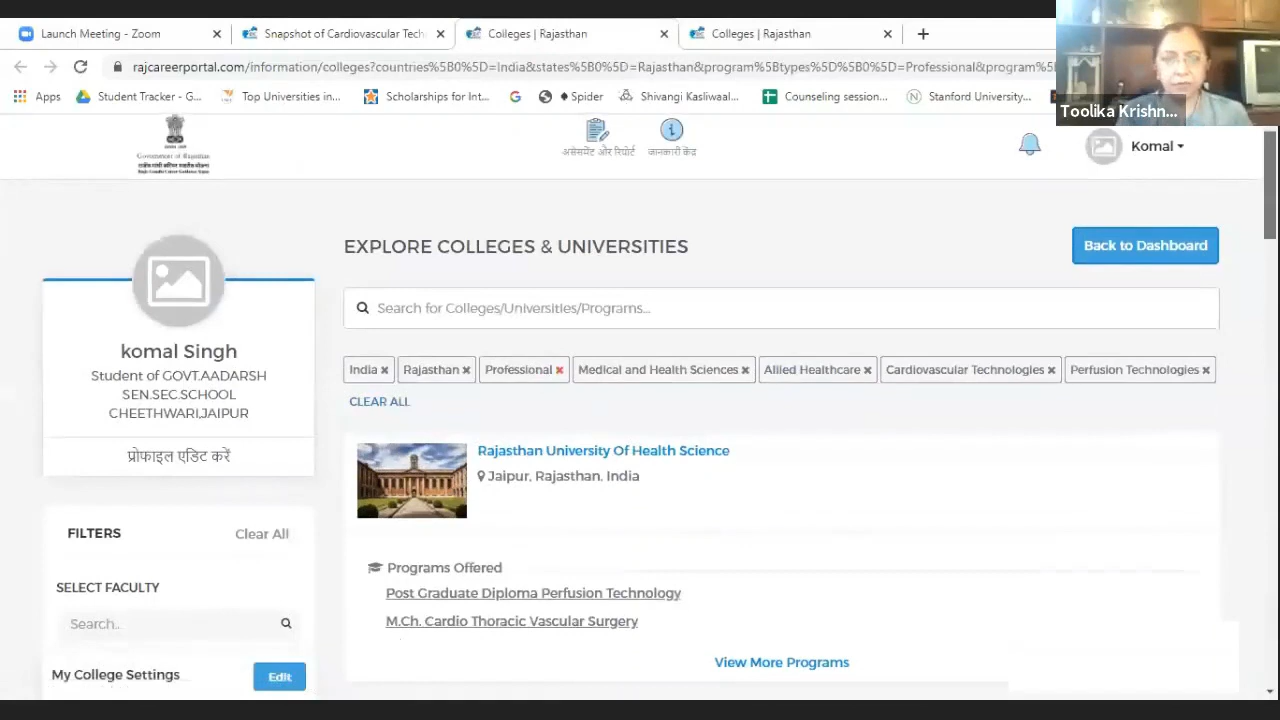 Launch Meeting - Zoom
Snapshot of Cardiovascular Tech
Colleges | Rajasthan
Colleges | Rajasthan
rajcareerportal.com/information/colleges?countries%5B0%5D=India&states%5B0%5D=Rajasthan&program%5Btypes%5D%5B0%5D=Professional&program%5
Toolika Krishn...
Apps
Student Tracker - G...
Top Universities in...
Scholarships for Int...
Spider
Shivangi Kasliwaal...
Counseling session...
Stanford University...
Government of Rajasthan
असेसमेंट और रिपोर्ट
जानकारी केंद्र
Komal
EXPLORE COLLEGES & UNIVERSITIES
Back to Dashboard
Search for Colleges/Universities/Programs...
komal Singh
Student of GOVT.AADARSH
SEN.SEC.SCHOOL
CHEETHWARI,JAIPUR
प्रोफाइल एडिट करें
India
Rajasthan
Professional
Medical and Health Sciences
Allied Healthcare
Cardiovascular Technologies
Perfusion Technologies
CLEAR ALL
Rajasthan University Of Health Science
Jaipur, Rajasthan, India
FILTERS
Clear All
SELECT FACULTY
Search..
My College Settings
Edit
Programs Offered
Post Graduate Diploma Perfusion Technology
M.Ch. Cardio Thoracic Vascular Surgery
View More Programs